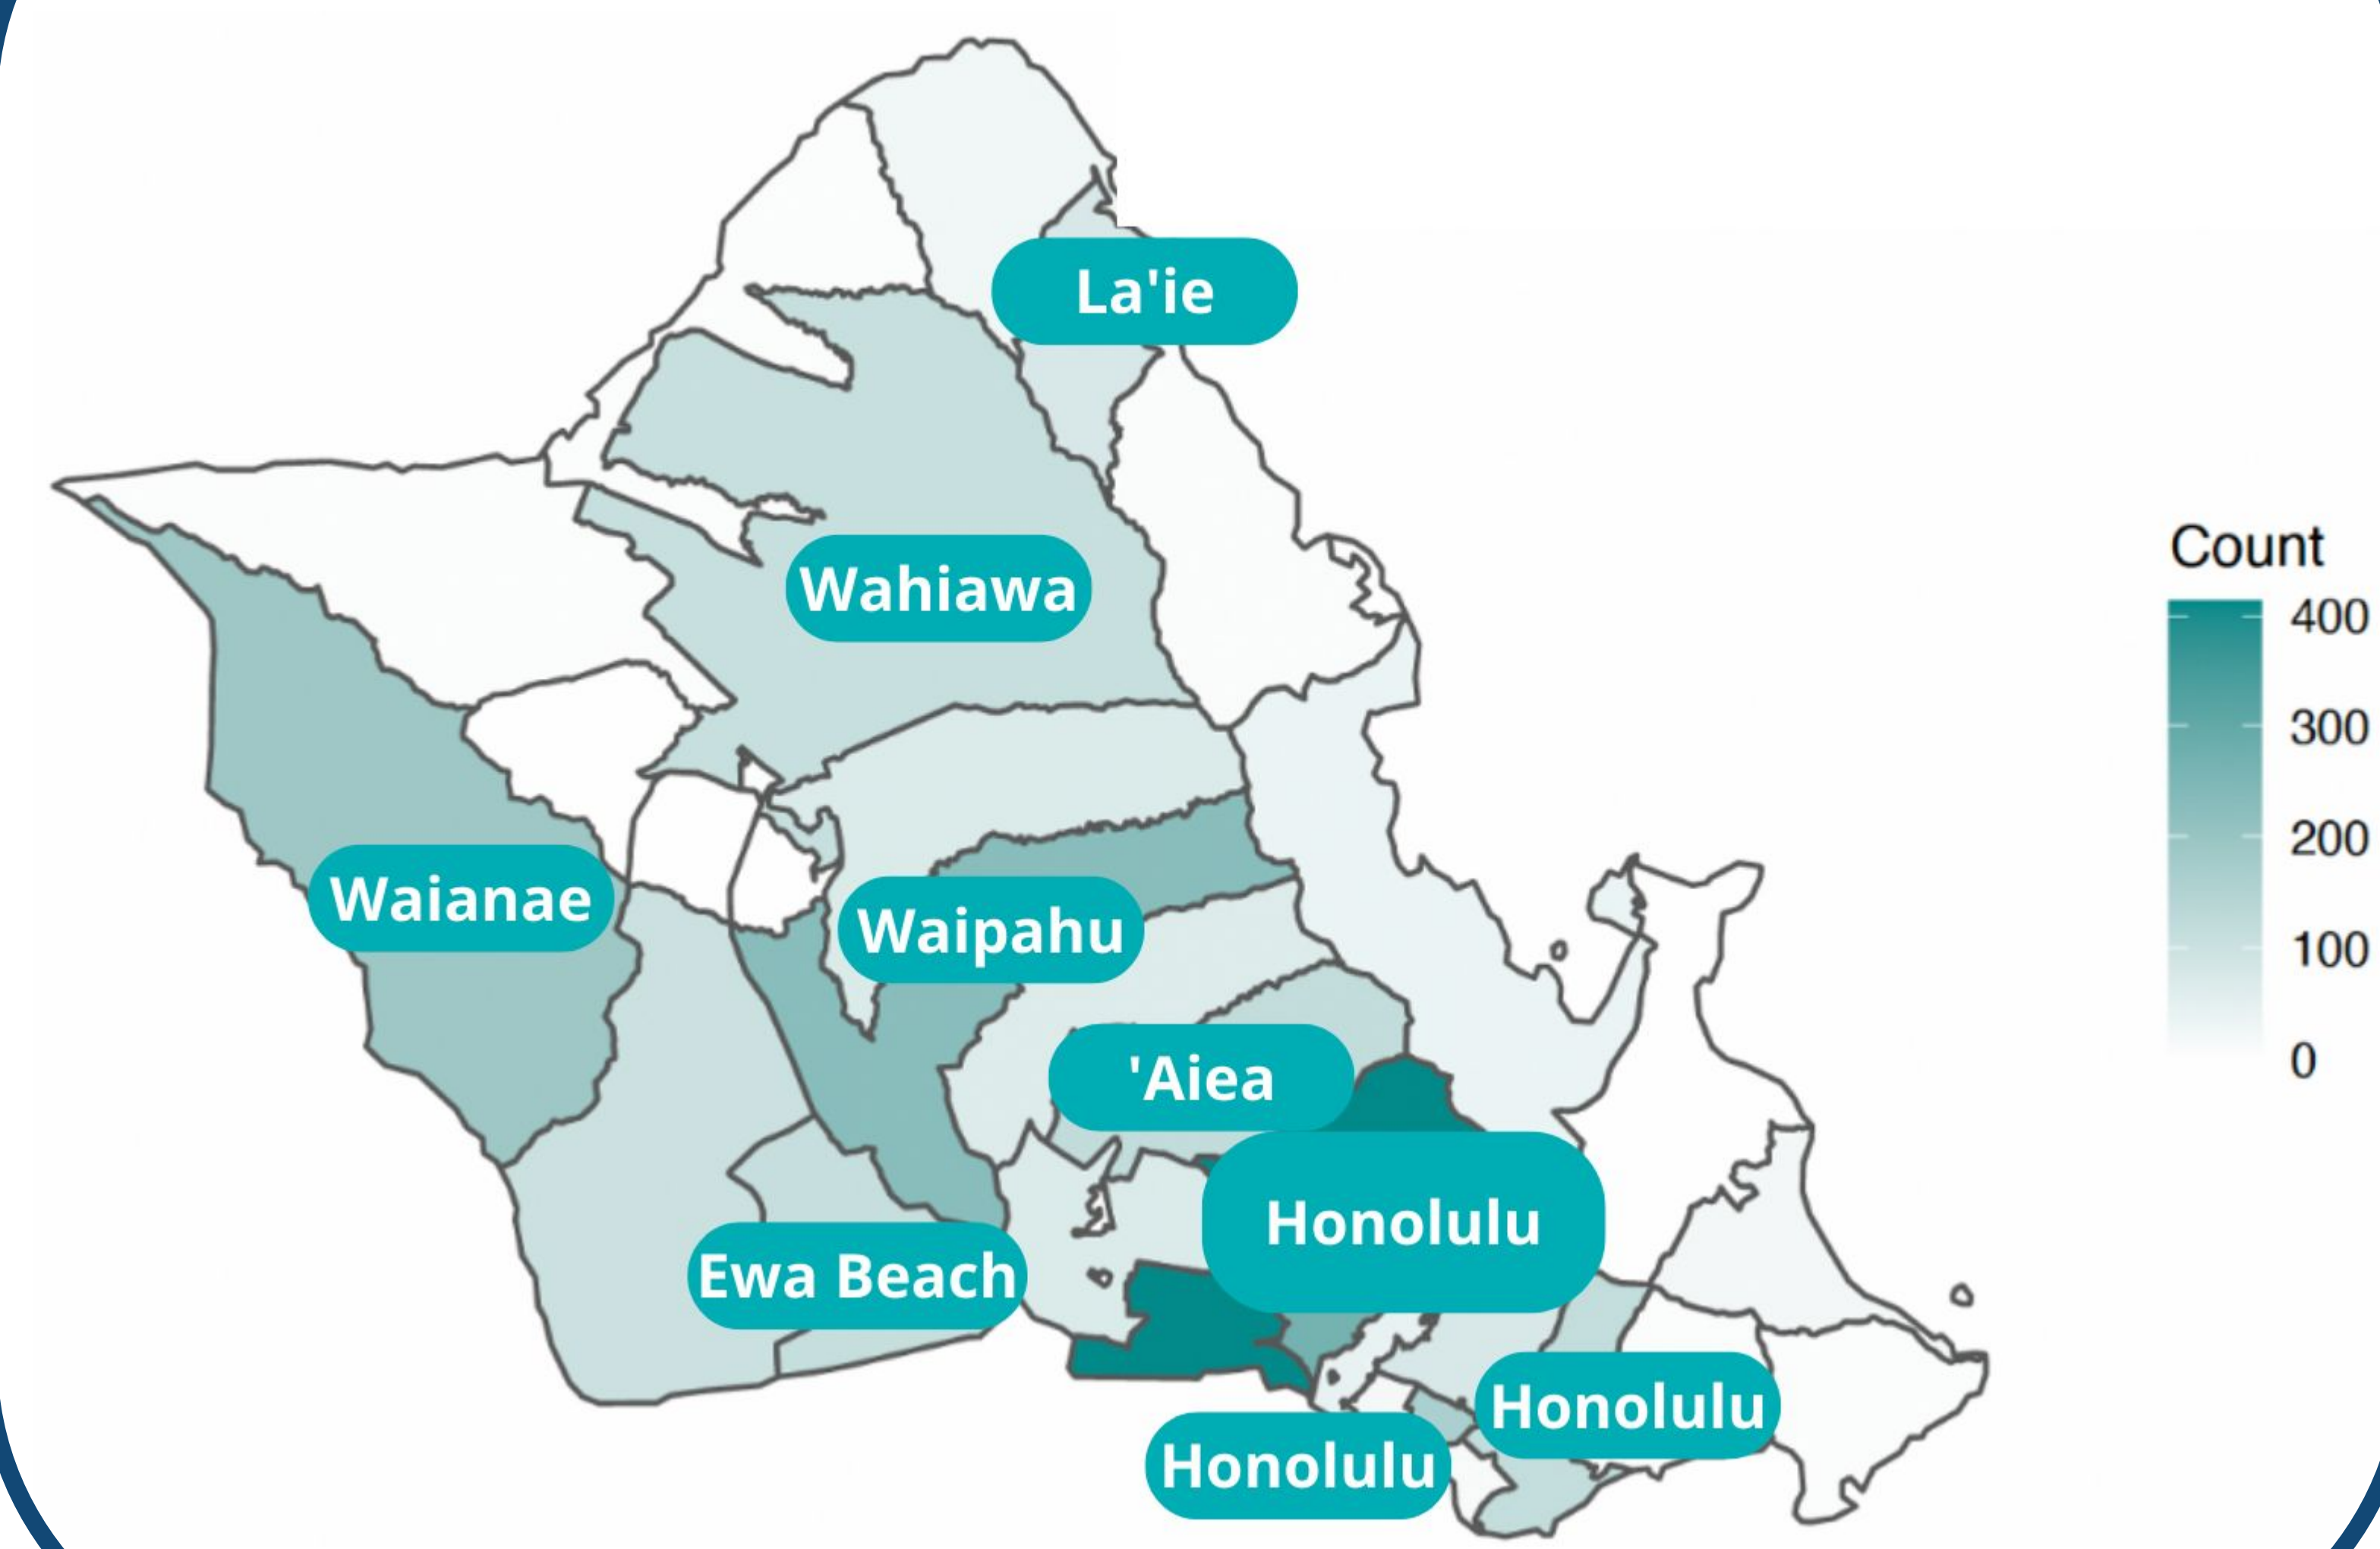 La'ie
Wahiawa
Waianae
Waipahu
'Aiea
Honolulu
Ewa Beach
Honolulu
Honolulu
Count
400
300
200
100
0